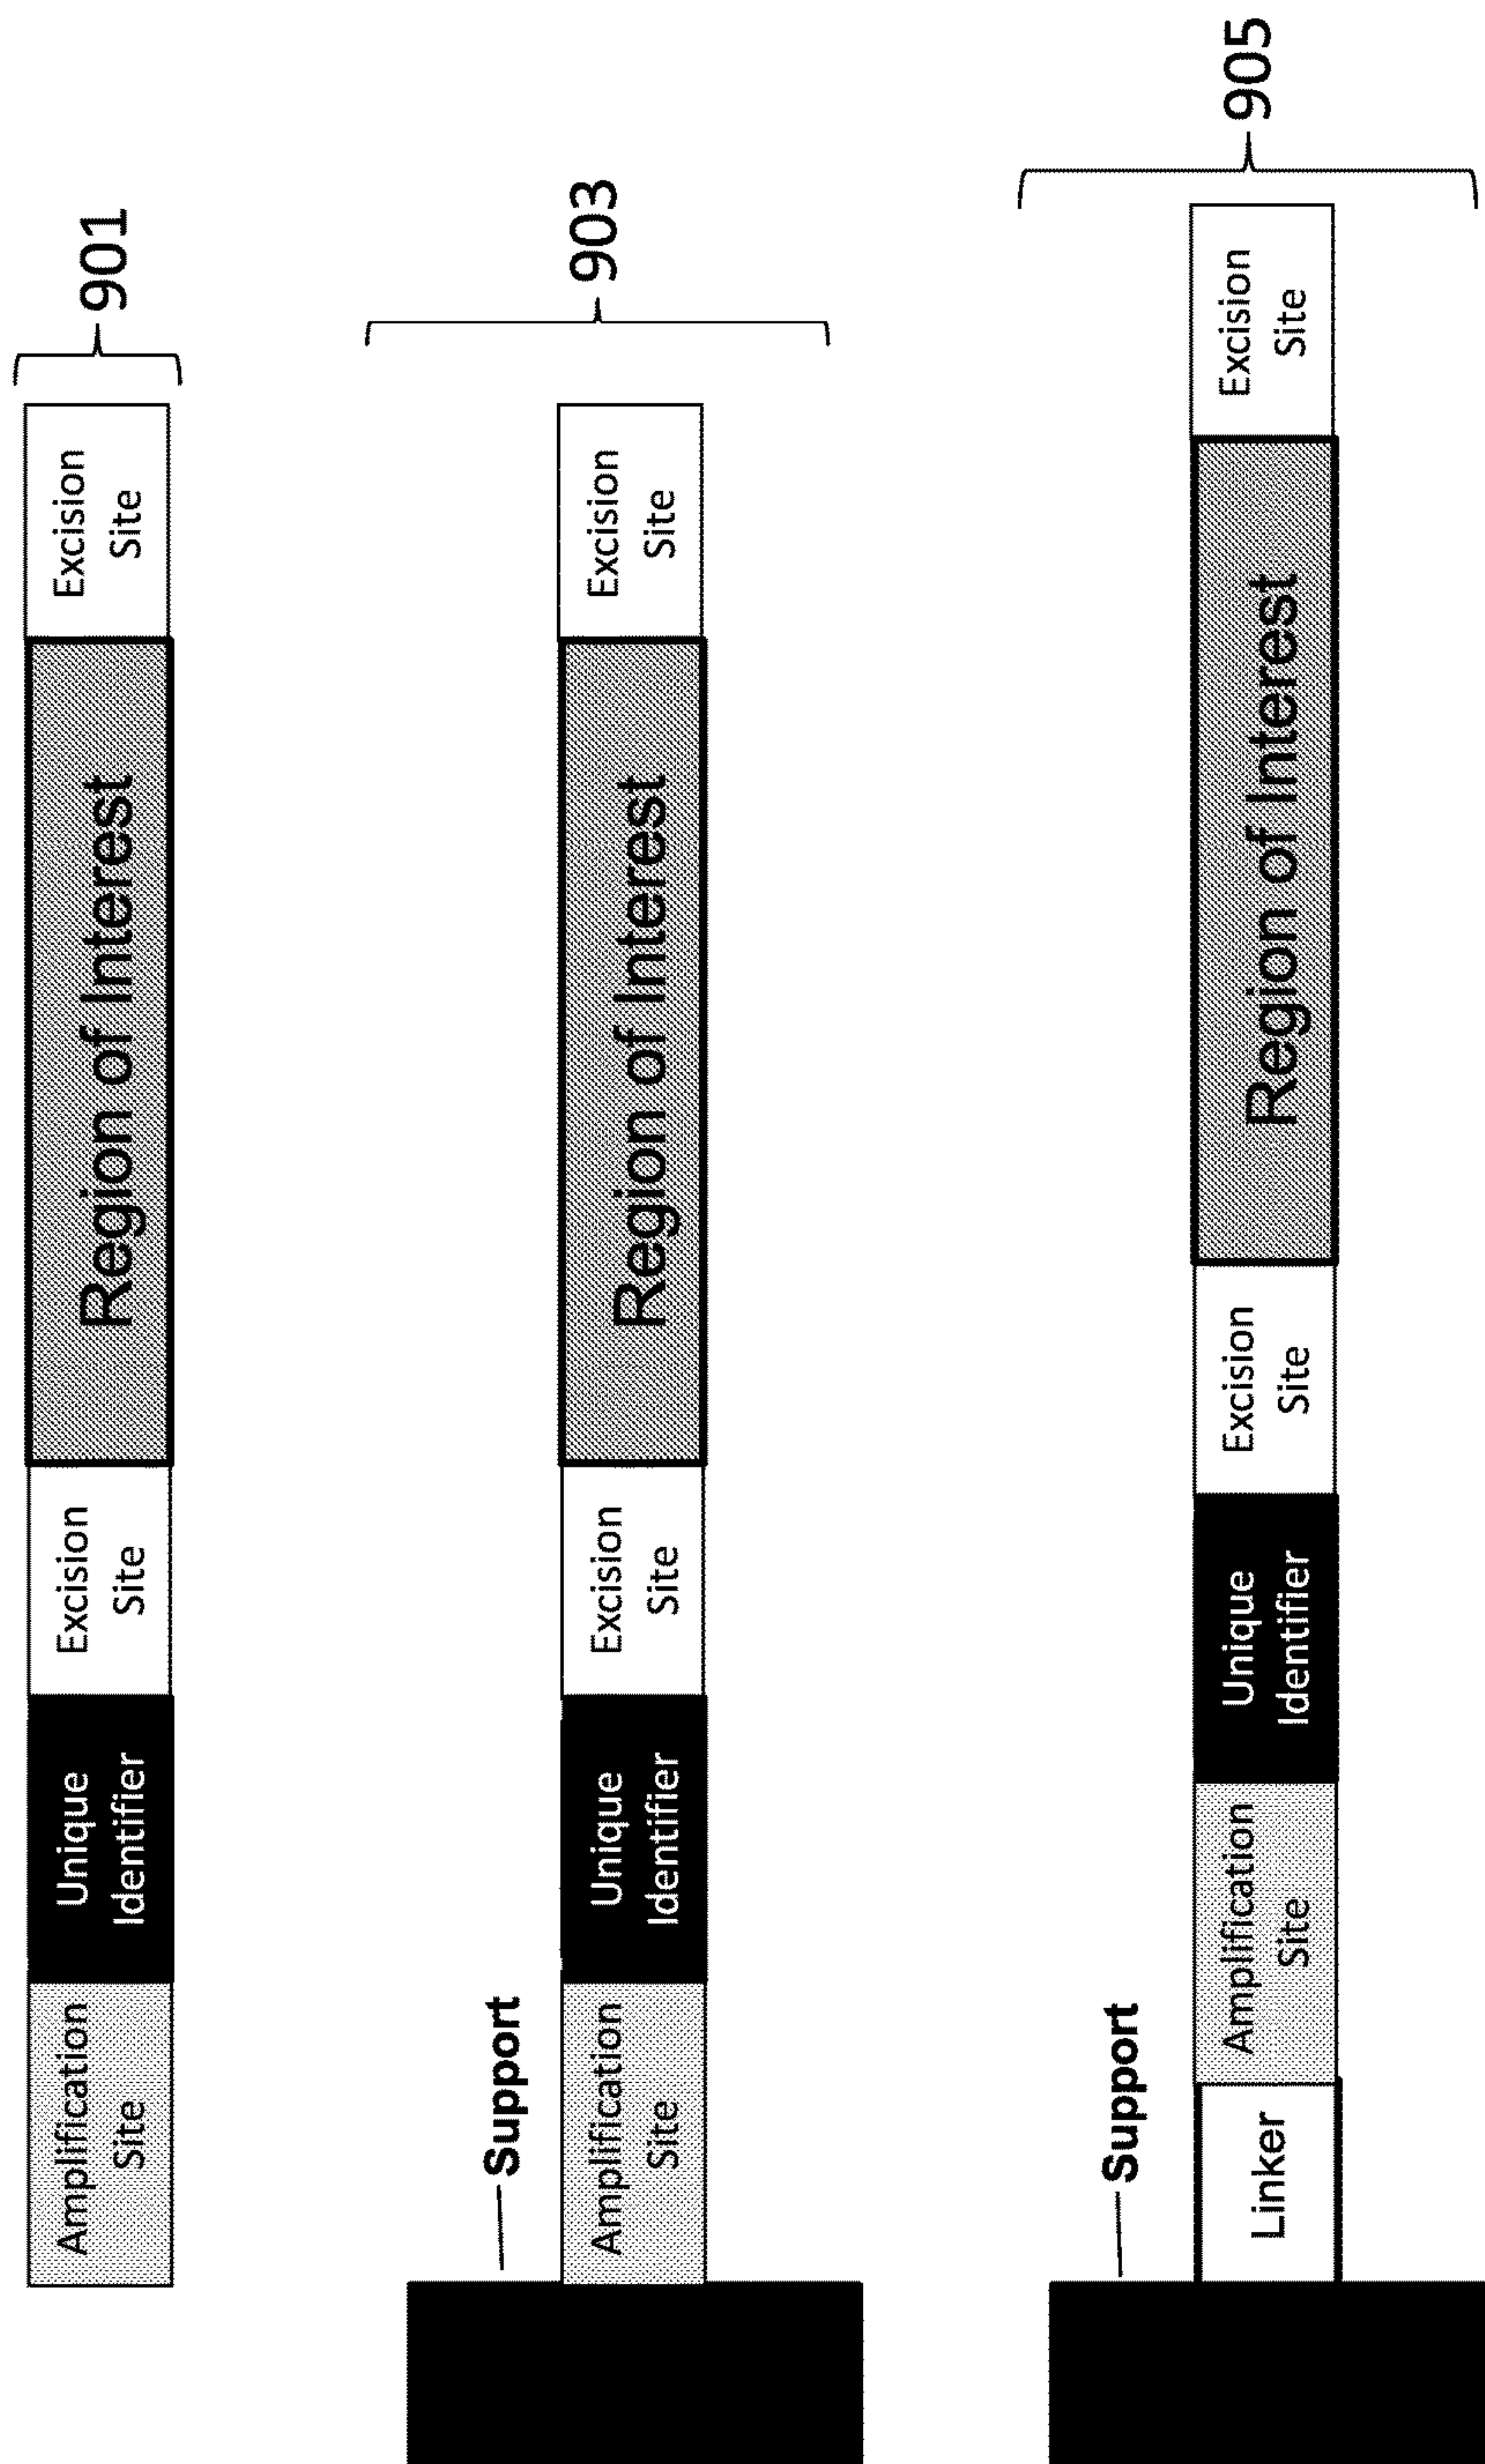 Amplification
Site
Unique
Identifier
Excision
Site
Region of Interest
Excision
Site
901
Support
Amplification
Site
Unique
Identifier
Excision
Site
Region of Interest
Excision
Site
903
Support
Linker
Amplification
Site
Unique
Identifier
Excision
Site
Region of Interest
Excision
Site
905